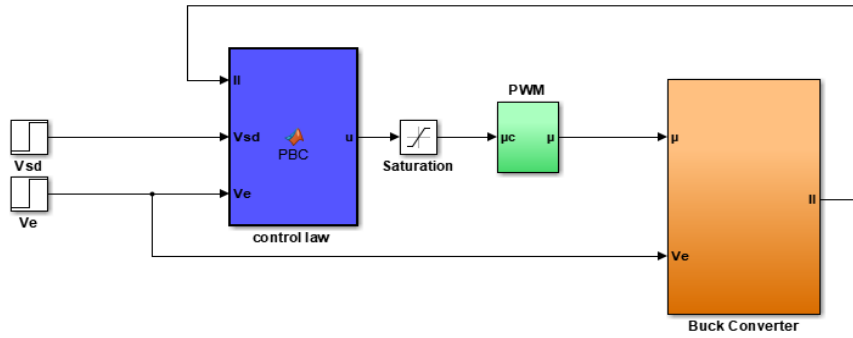 PWM
Il
Vsd
Ve
PBC
u
control law
Saturation
µc
µ
Vsd
Ve
µ
Ve
Il
Buck Converter